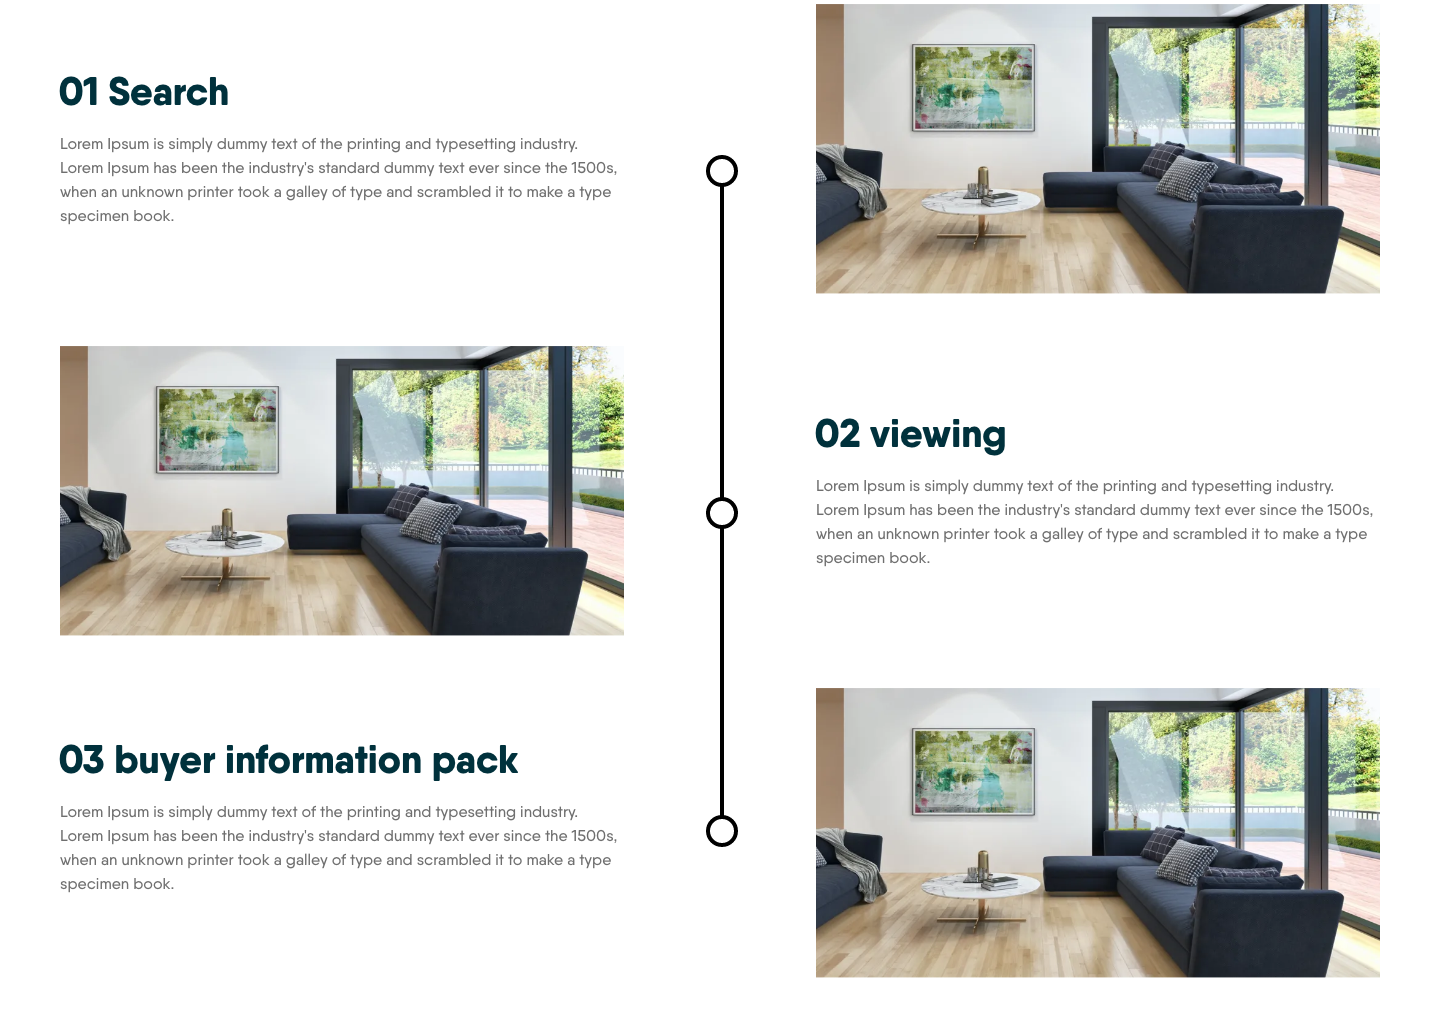 01 Search
Lorem Ipsum is simply dummy text of the printing and typesetting industry.
Lorem Ipsum has been the industry's standard dummy text ever since the 1500s,
when an unknown printer took a galley of type and scrambled it to make a type
specimen book.
02 viewing
Lorem Ipsum is simply dummy text of the printing and typesetting industry.
Lorem Ipsum has been the industry's standard dummy text ever since the 1500s,
when an unknown printer took a galley of type and scrambled it to make a type
specimen book.
03 buyer information pack
Lorem Ipsum is simply dummy text of the printing and typesetting industry.
Lorem Ipsum has been the industry's standard dummy text ever since the 1500s,
when an unknown printer took a galley of type and scrambled it to make a type
specimen book.